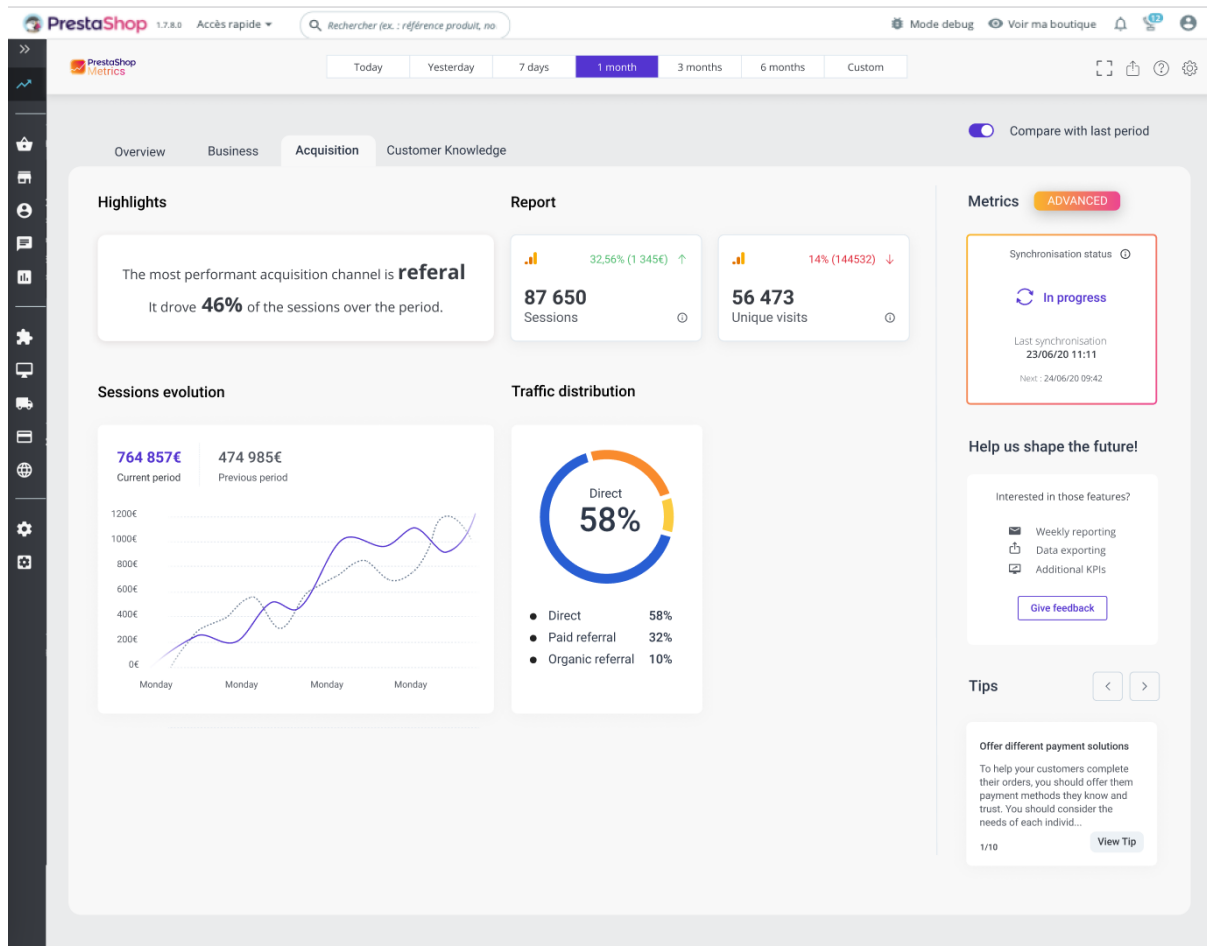 PrestaShop 1.7.8.0 Accès rapide Rechercher (ex. : référence produit, no Mode debug Voir ma boutique 12
PrestaShop
Metrics
Today Yesterday 7 days 1 month 3 months 6 months Custom
Compare with last period
Overview Business Acquisition Customer Knowledge
Highlights
The most performant acquisition channel is referal
It drove 46% of the sessions over the period.
Report
32,56% (1 345€) ↑
87 650
Sessions
14% (144532) ↓
56 473
Unique visits
Sessions evolution
764 857€ 474 985€
Current period Previous period
1200€
1000€
800€
600€
400€
200€
0€
Monday Monday Monday Monday
Traffic distribution
Direct
58%
Direct 58%
Paid referral 32%
Organic referral 10%
Metrics ADVANCED
Synchronisation status
In progress
Last synchronisation
23/06/20 11:11
Next : 24/06/20 09:42
Help us shape the future!
Interested in those features?
Weekly reporting
Data exporting
Additional KPIs
Give feedback
Tips
Offer different payment solutions
To help your customers complete
their orders, you should offer them
payment methods they know and
trust. You should consider the
needs of each individ...
1/10 View Tip